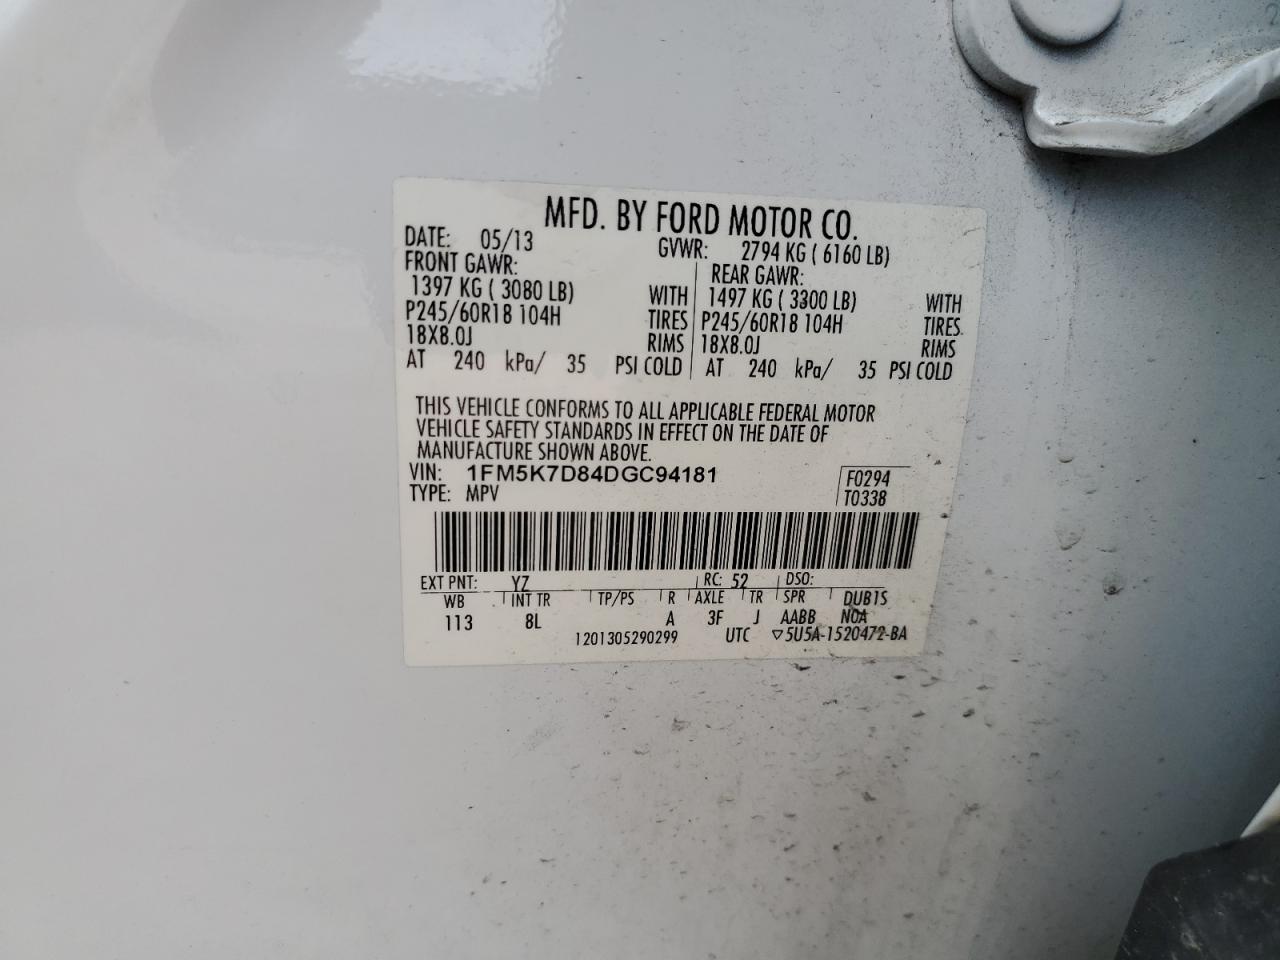 MFD. BY FORD MOTOR CO.
DATE: 05/13 GVWR: 2794 KG ( 6160 LB)
FRONT GAWR: REAR GAWR:
1397 KG ( 3080 LB) WITH 1497 KG ( 3300 LB) WITH
P245/60R18 104H TIRES P245/60R18 104H TIRES
18X8.0J RIMS 18X8.0J RIMS
AT 240 kPa/ 35 PSI COLD AT 240 kPa/ 35 PSI COLD
THIS VEHICLE CONFORMS TO ALL APPLICABLE FEDERAL MOTOR
VEHICLE SAFETY STANDARDS IN EFFECT ON THE DATE OF
MANUFACTURE SHOWN ABOVE.
VIN: 1FM5K7D84DGC94181 F0294
TYPE: MPV T0338
EXT PNT: YZ RC: 52 DSO:
WB INT TR TP/PS R AXLE TR SPR DUB1S
113 8L A 3F J AABB N0A
1201305290299 UTC ▽5U5A-1520472-BA